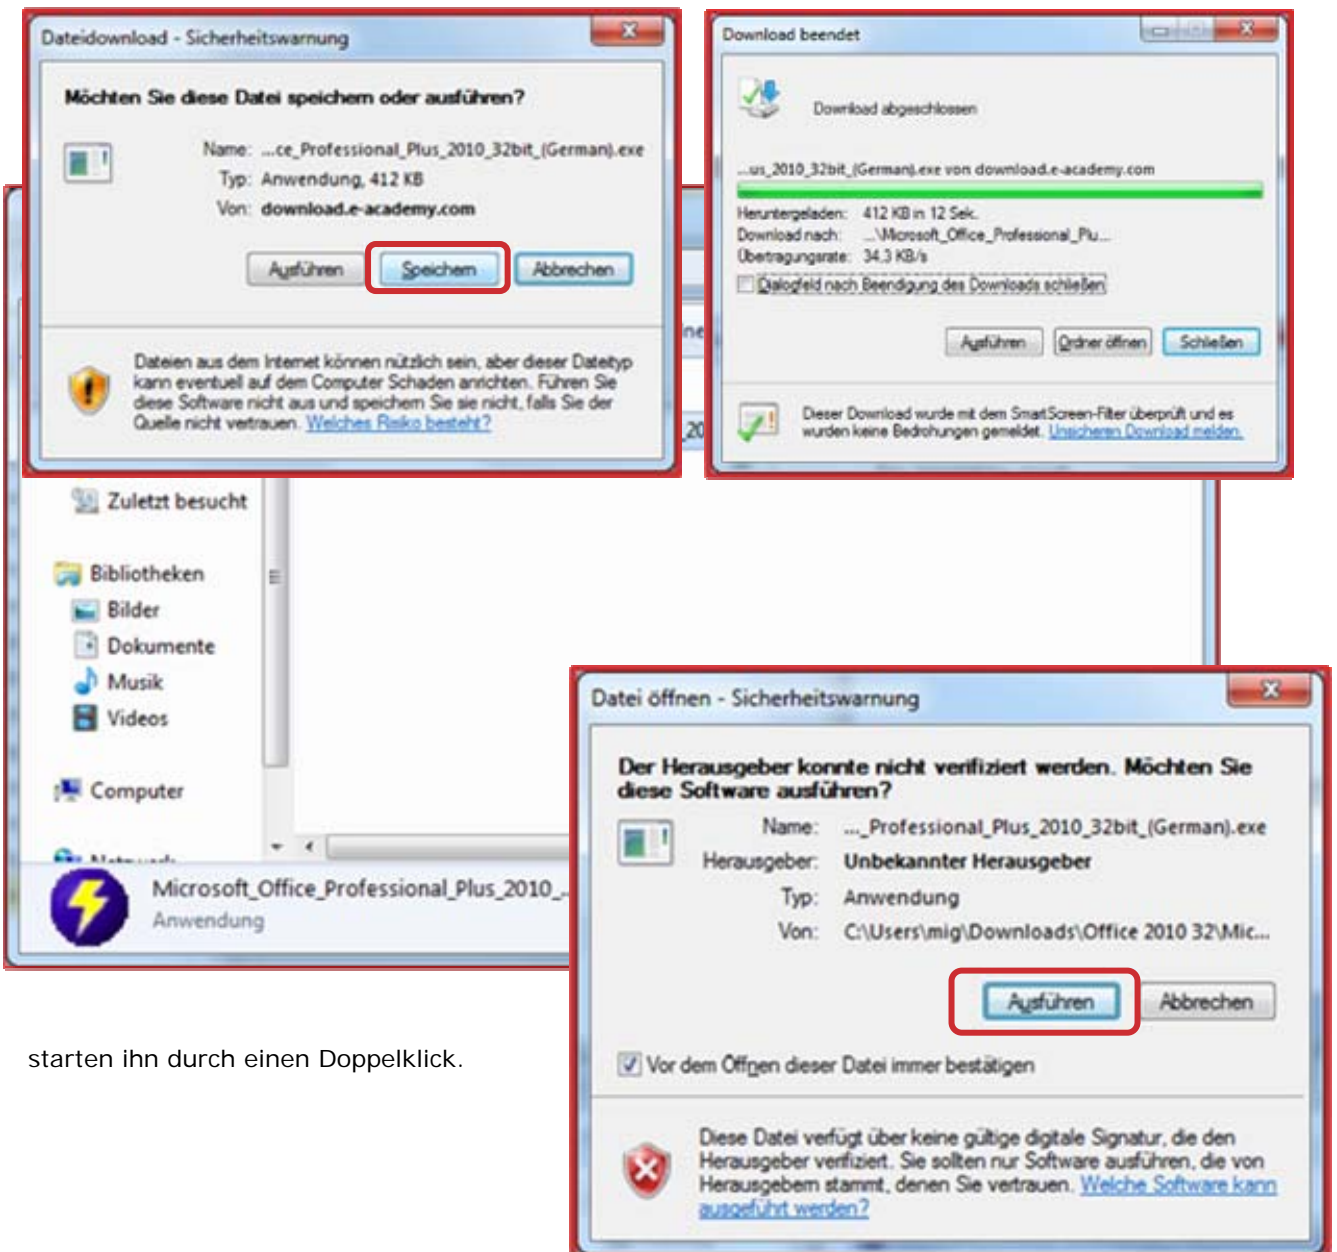 Dateidownload - Sicherheitswarnung
Möchten Sie diese Datei speichern oder ausführen?
Name: ...ce_Professional_Plus_2010_32bit_(German).exe
Typ: Anwendung, 412 KB
Von: download.e-academy.com
Ausführen Speichern Abbrechen
Dateien aus dem Internet können nützlich sein, aber dieser Dateityp
kann eventuell auf dem Computer Schaden anrichten. Führen Sie
diese Software nicht aus und speichern Sie sie nicht, falls Sie der
Quelle nicht vertrauen. Welches Risiko besteht?
Download beendet
Download abgeschlossen
...us_2010_32bit_(German).exe von download.e-academy.com
Heruntergeladen: 412 KB in 12 Sek.
Download nach: ...\Microsoft_Office_Professional_Plu...
Übertragungsrate: 34.3 KB/s
Dialogfeld nach Beendigung des Downloads schließen
Ausführen Ordner öffnen Schließen
Dieser Download wurde mit dem SmartScreen-Filter überprüft und es
wurden keine Bedrohungen gemeldet. Unsicheren Download melden.
ne
_20
Zuletzt besucht
Bibliotheken
Bilder
Dokumente
Musik
Videos
Computer
Microsoft_Office_Professional_Plus_2010_...
Anwendung
Datei öffnen - Sicherheitswarnung
Der Herausgeber konnte nicht verifiziert werden. Möchten Sie
diese Software ausführen?
Name: ..._Professional_Plus_2010_32bit_(German).exe
Herausgeber: Unbekannter Herausgeber
Typ: Anwendung
Von: C:\Users\mig\Downloads\Office 2010 32\Mic...
Ausführen Abbrechen
Vor dem Öffnen dieser Datei immer bestätigen
Diese Datei verfügt über keine gültige digitale Signatur, die den
Herausgeber verifiziert. Sie sollten nur Software ausführen, die von
Herausgebern stammt, denen Sie vertrauen. Welche Software kann
ausgeführt werden?
starten ihn durch einen Doppelklick.